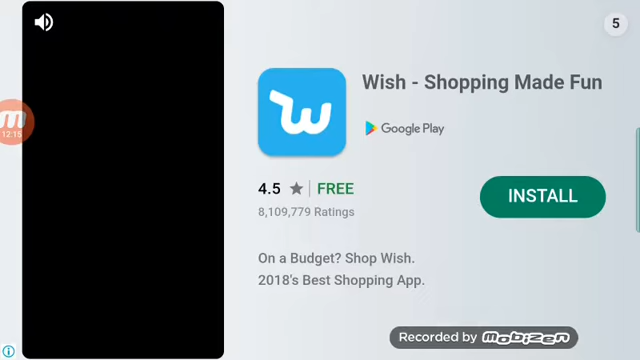 5
Wish - Shopping Made Fun
Google Play
12:15
4.5 FREE
INSTALL
8,109,779 Ratings
On a Budget? Shop Wish.
2018's Best Shopping App.
Recorded by mobizen